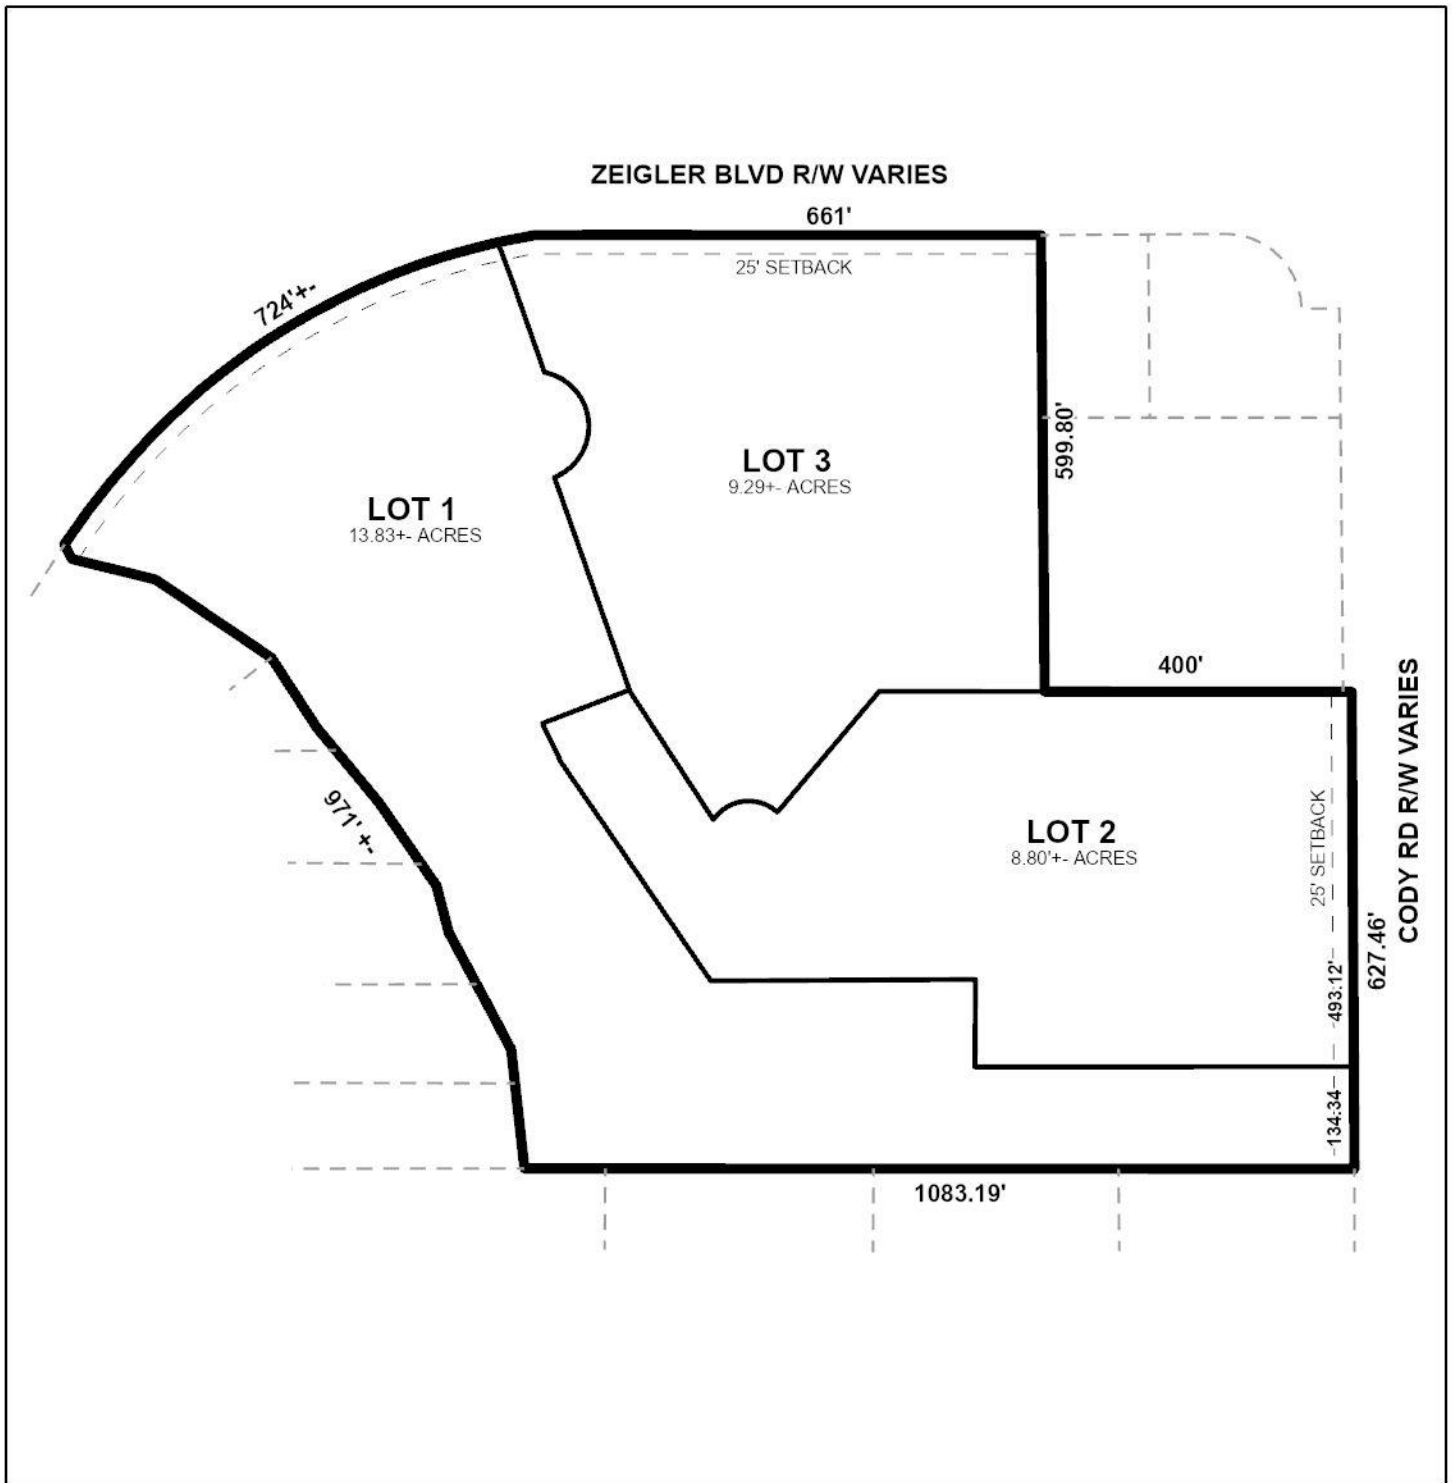 ZEIGLER BLVD R/W VARIES
661'
25' SETBACK
724'+-
LOT 3
9.29+- ACRES
599.80'
LOT 1
13.83+- ACRES
400'
CODY RD R/W VARIES
971' +-
LOT 2
8.80'+- ACRES
25' SETBACK
627.46'
493.12'
134.34
1083.19'